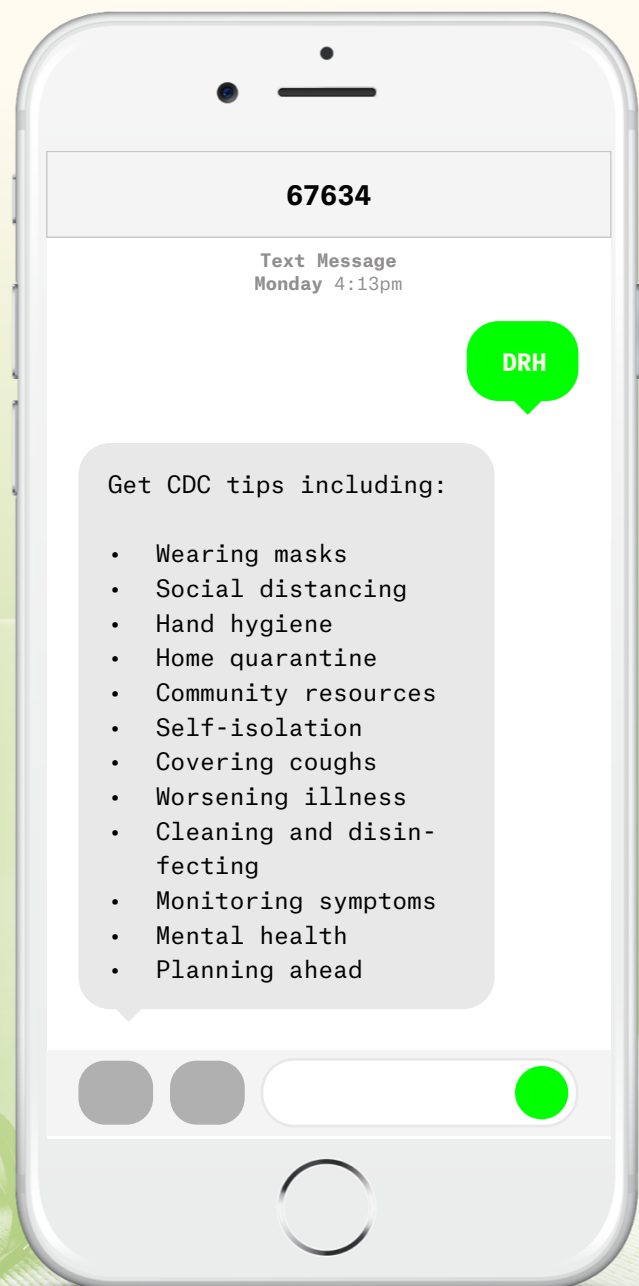 67634
Text Message
Monday 4:13pm
DRH
Get CDC tips including:
• Wearing masks
• Social distancing
• Hand hygiene
• Home quarantine
• Community resources
• Self-isolation
• Covering coughs
• Worsening illness
• Cleaning and disin-
fecting
• Monitoring symptoms
• Mental health
• Planning ahead